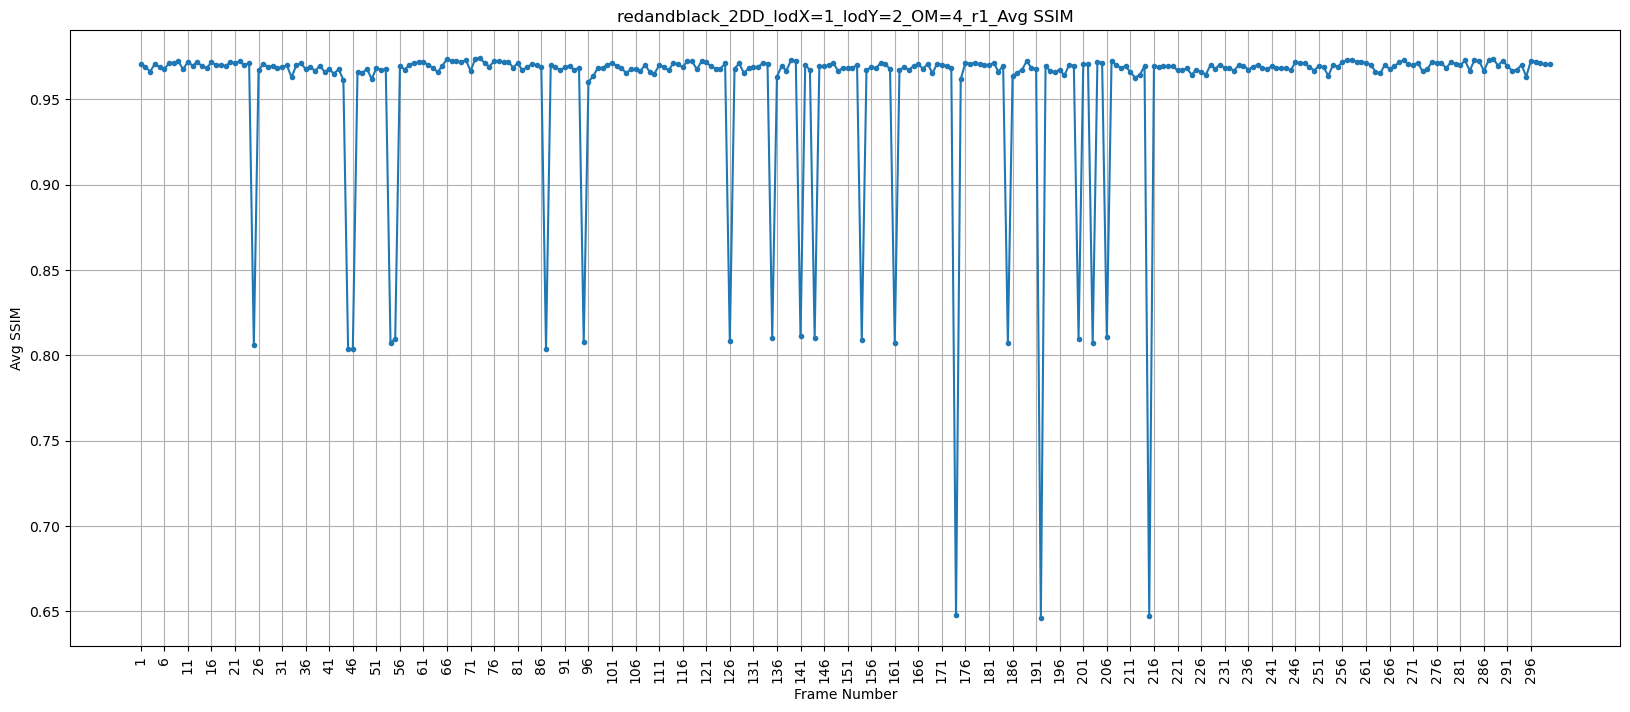 redandblack_2DD_lodX=1_lodY=2_OM=4_r1_Avg SSIM
Avg SSIM
0.95
0.90
0.85
0.80
0.75
0.70
0.65
1 6 11 16 21 26 31 36 41 46 51 56 61 66 71 76 81 86 91 96 101 106 111 116 121 126 131 136 141 146 151 156 161 166 171 176 181 186 191 196 201 206 211 216 221 226 231 236 241 246 251 256 261 266 271 276 281 286 291 296
Frame Number